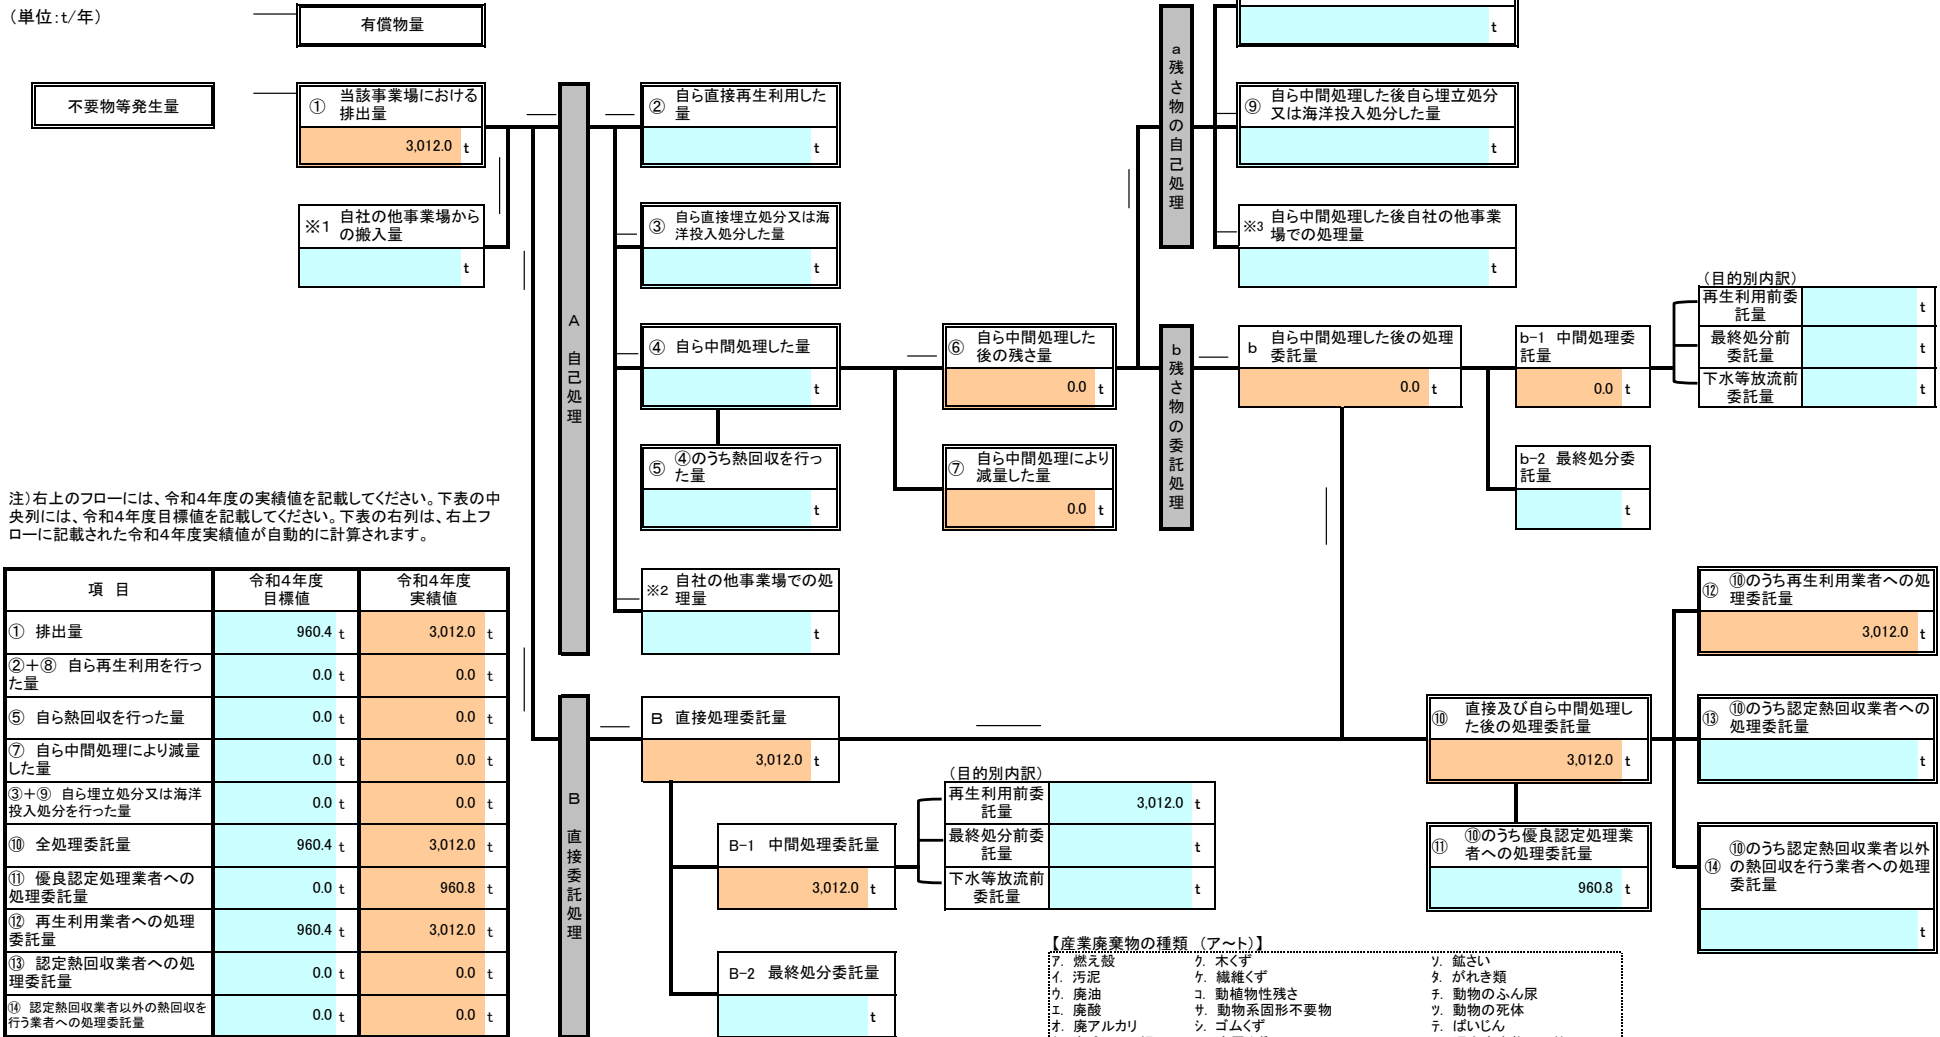 （単位：t／年）
有償物量
t
不要物等発生量
① 当該事業場における
排出量
3,012.0 t
※1 自社の他事業場から
の搬入量
t
A 自己処理
② 自ら直接再生利用した
量
t
③ 自ら直接埋立処分又は海
洋投入処分した量
t
④ 自ら中間処理した量
t
⑤ ④のうち熱回収を行っ
た量
t
※2 自社の他事業場での処
理量
t
⑥ 自ら中間処理した
後の残さ量
0.0 t
⑦ 自ら中間処理により
減量した量
0.0 t
a 残さ物の自己処理
⑨ 自ら中間処理した後自ら埋立処分
又は海洋投入処分した量
t
※3 自ら中間処理した後自社の他事業
場での処理量
t
b 残さ物の委託処理
b 自ら中間処理した後の処理
委託量
0.0 t
b-1 中間処理委
託量
0.0 t
（目的別内訳）
再生利用前委
託量
t
最終処分前
委託量
t
下水等放流前
委託量
t
b-2 最終処分委
託量
t
注）右上のフローには、令和4年度の実績値を記載してください。下表の中
央列には、令和4年度目標値を記載してください。下表の右列は、右上フ
ローに記載された令和4年度実績値が自動的に計算されます。
項 目 令和4年度
目標値 令和4年度
実績値
① 排出量 960.4 t 3,012.0 t
②＋⑧ 自ら再生利用を行っ
た量 0.0 t 0.0 t
⑤ 自ら熱回収を行った量 0.0 t 0.0 t
⑦ 自ら中間処理により減量
した量 0.0 t 0.0 t
③＋⑨ 自ら埋立処分又は海洋
投入処分を行った量 0.0 t 0.0 t
⑩ 全処理委託量 960.4 t 3,012.0 t
⑪ 優良認定処理業者への
処理委託量 0.0 t 960.8 t
⑫ 再生利用業者への処理
委託量 960.4 t 3,012.0 t
⑬ 認定熱回収業者への処
理委託量 0.0 t 0.0 t
⑭ 認定熱回収業者以外の熱回収を
行う業者への処理委託量 0.0 t 0.0 t
B 直接委託処理
B 直接処理委託量
3,012.0 t
B-1 中間処理委託量
3,012.0 t
（目的別内訳）
再生利用前委
託量
3,012.0 t
最終処分前委
託量
t
下水等放流前
委託量
t
B-2 最終処分委託量
t
⑩ 直接及び自ら中間処理し
た後の処理委託量
3,012.0 t
⑪ ⑩のうち優良認定処理業
者への処理委託量
960.8 t
⑫ ⑩のうち再生利用業者への処
理委託量
3,012.0 t
⑬ ⑩のうち認定熱回収業者への
処理委託量
t
⑭ ⑩のうち認定熱回収業者以外
の熱回収を行う業者への処理
委託量
t
【産業廃棄物の種類 （ア～ト）】
ア. 燃え殻 ク. 木くず ソ. 鉱さい
イ. 汚泥 ケ. 繊維くず タ. がれき類
ウ. 廃油 コ. 動植物性残さ チ. 動物のふん尿
エ. 廃酸 サ. 動物系固形不要物 ツ. 動物の死体
オ. 廃アルカリ シ. ゴムくず テ. ばいじん